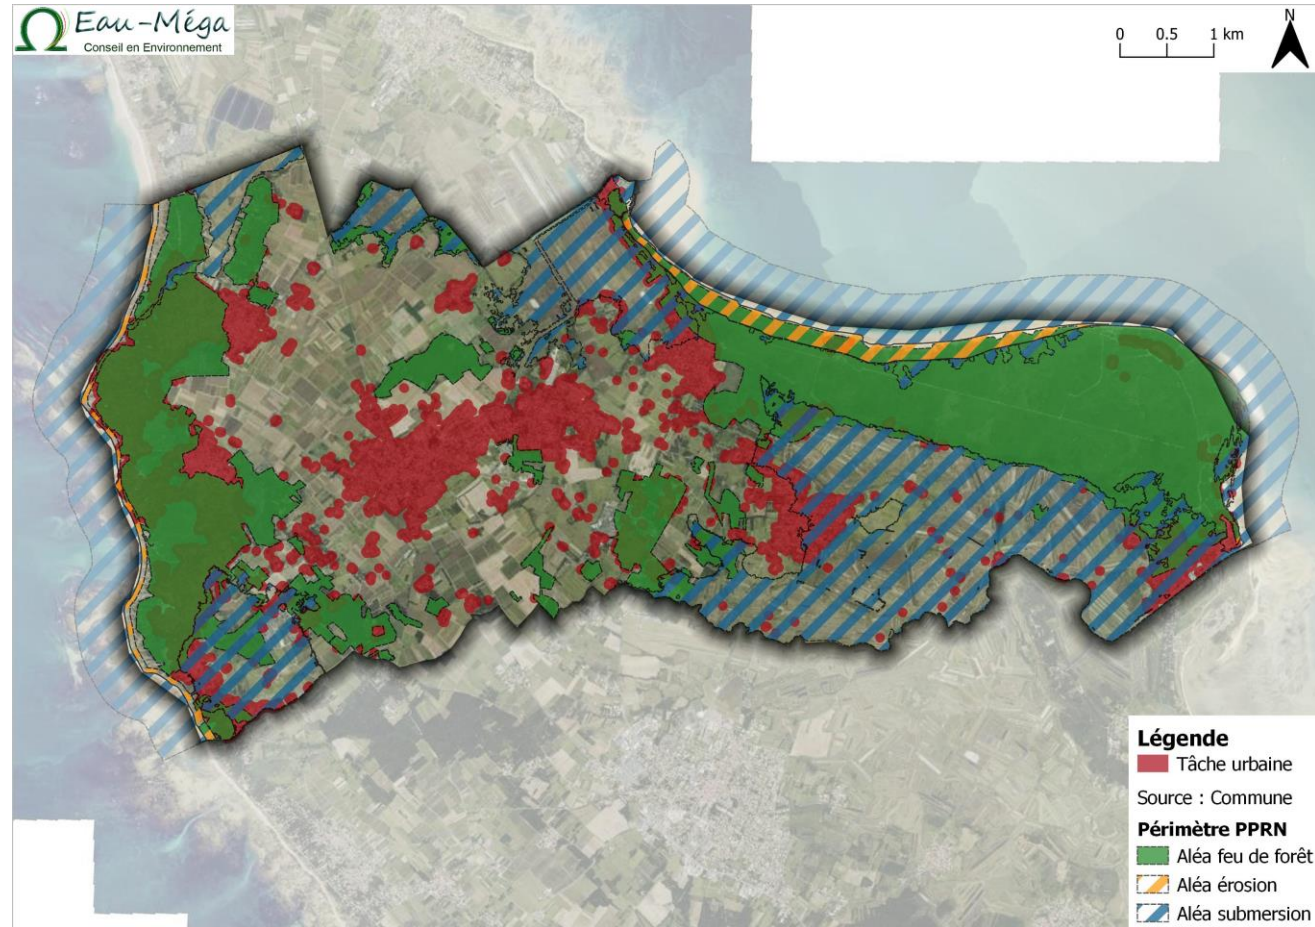 Eau-Méga
Conseil en Environnement
0 0.5 1 km
N
Légende
Tâche urbaine
Source : Commune
Périmètre PPRN
Aléa feu de forêt
Aléa érosion
Aléa submersion